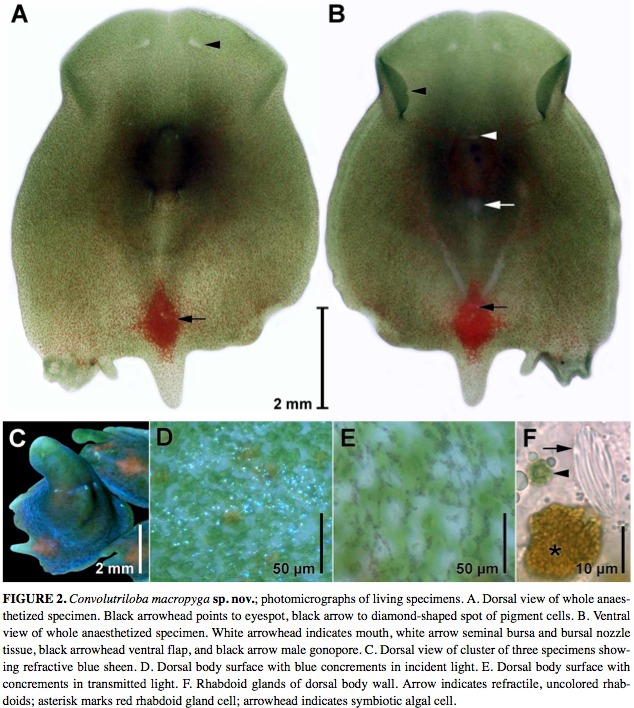 A
B
2 mm
C
2 mm
D
50 µm
E
50 µm
F
*
10 µm
FIGURE 2. Convolutriloba macropyga sp. nov.; photomicrographs of living specimens. A. Dorsal view of whole anaes-
thetized specimen. Black arrowhead points to eyespot, black arrow to diamond-shaped spot of pigment cells. B. Ventral
view of whole anaesthetized specimen. White arrowhead indicates mouth, white arrow seminal bursa and bursal nozzle
tissue, black arrowhead ventral flap, and black arrow male gonopore. C. Dorsal view of cluster of three specimens show-
ing refractive blue sheen. D. Dorsal body surface with blue concrements in incident light. E. Dorsal body surface with
concrements in transmitted light. F. Rhabdoid glands of dorsal body wall. Arrow indicates refractile, uncolored rhab-
doids; asterisk marks red rhabdoid gland cell; arrowhead indicates symbiotic algal cell.